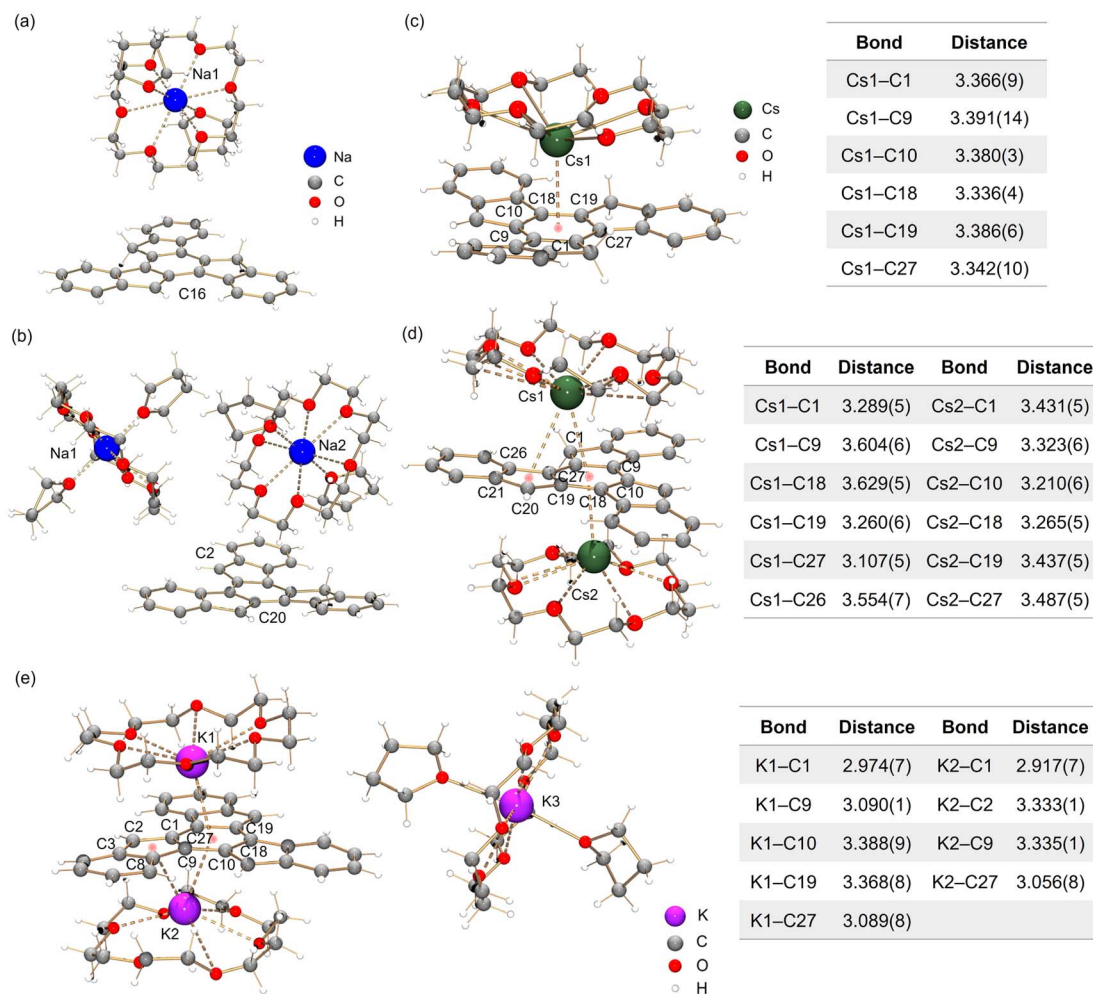 (a)
Na1
Na
C
O
H
C16
(b)
Na1
Na2
C2
C20
(c)
Cs1
Cs
C
O
H
C18 C19
C10
C9
C1 C27
Bond Distance
Cs1–C1 3.366(9)
Cs1–C9 3.391(14)
Cs1–C10 3.380(3)
Cs1–C18 3.336(4)
Cs1–C19 3.386(6)
Cs1–C27 3.342(10)
(d)
Cs1
C1
C26
C27 C9
C21 C19 C10
C20 C18
Cs2
Bond Distance Bond Distance
Cs1–C1 3.289(5) Cs2–C1 3.431(5)
Cs1–C9 3.604(6) Cs2–C9 3.323(6)
Cs1–C18 3.629(5) Cs2–C10 3.210(6)
Cs1–C19 3.260(6) Cs2–C18 3.265(5)
Cs1–C27 3.107(5) Cs2–C19 3.437(5)
Cs1–C26 3.554(7) Cs2–C27 3.487(5)
(e)
K1
C1 C19
C2 C27
C3 C18
C8 C9 C10
K2
K3
K
C
O
H
Bond Distance Bond Distance
K1–C1 2.974(7) K2–C1 2.917(7)
K1–C9 3.090(1) K2–C2 3.333(1)
K1–C10 3.388(9) K2–C9 3.335(1)
K1–C19 3.368(8) K2–C27 3.056(8)
K1–C27 3.089(8)